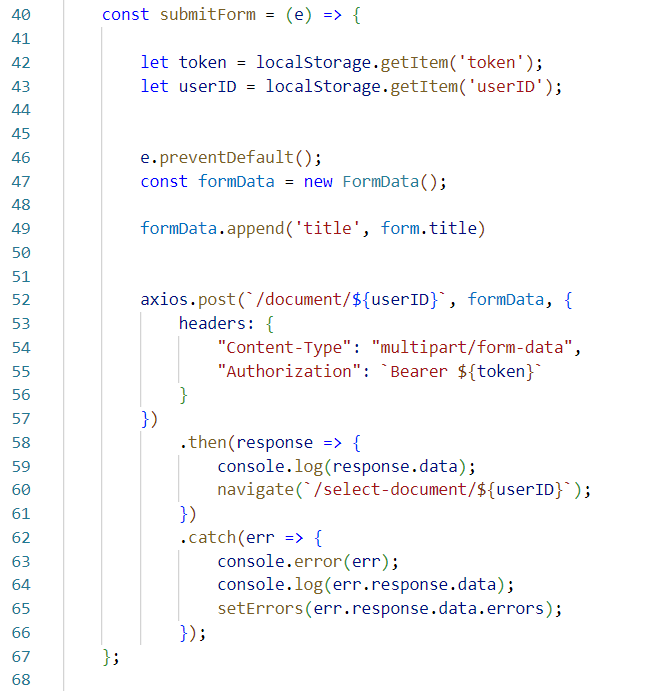 40 const submitForm = (e) => {
41
42 let token = localStorage.getItem('token');
43 let userID = localStorage.getItem('userID');
44
45
46 e.preventDefault();
47 const formData = new FormData();
48
49 formData.append('title', form.title)
50
51
52 axios.post(`/document/${userID}`, formData, {
53 headers: {
54 "Content-Type": "multipart/form-data",
55 "Authorization": `Bearer ${token}`
56 }
57 })
58 .then(response => {
59 console.log(response.data);
60 navigate(`/select-document/${userID}`);
61 })
62 .catch(err => {
63 console.error(err);
64 console.log(err.response.data);
65 setErrors(err.response.data.errors);
66 });
67 };
68